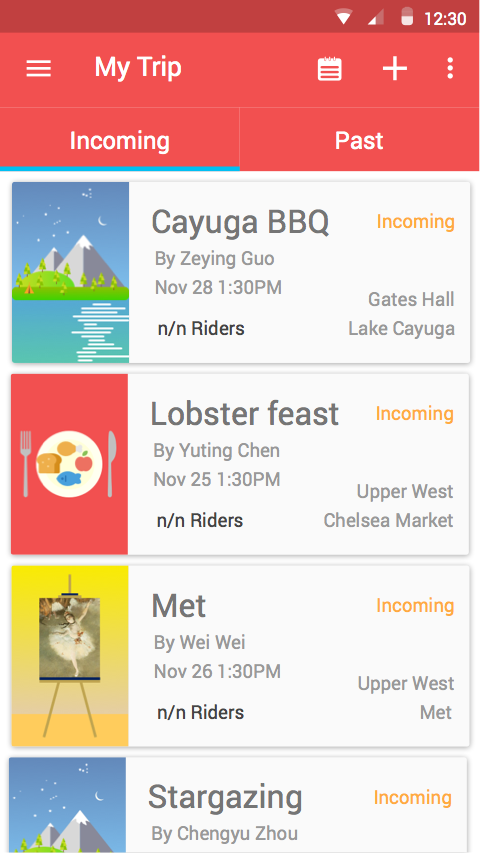 12:30
My Trip
Incoming Past
Cayuga BBQ Incoming
By Zeying Guo
Nov 28 1:30PM
Gates Hall
n/n Riders Lake Cayuga
Lobster feast Incoming
By Yuting Chen
Nov 25 1:30PM
Upper West
n/n Riders Chelsea Market
Met Incoming
By Wei Wei
Nov 26 1:30PM
Upper West
n/n Riders Met
Stargazing Incoming
By Chengyu Zhou